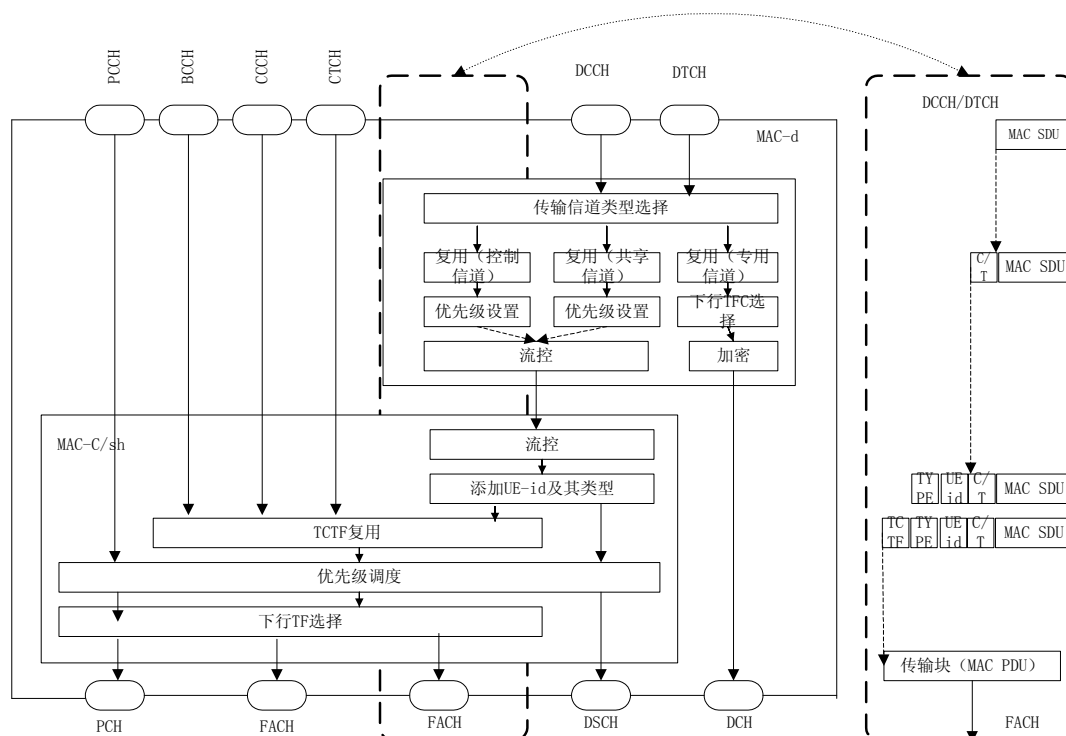 PCCH
BCCH
CCCH
CTCH
DCCH
DTCH
DCCH/DTCH
MAC-d
MAC SDU
传输信道类型选择
复用（控制
信道）
复用（共享
信道）
复用（专用
信道）
C/
T
MAC SDU
优先级设置
优先级设置
下行TFC选
择
流控
加密
MAC-C/sh
流控
添加UE-id及其类型
TY
PE
UE
id
C/
T
MAC SDU
TCTF复用
TC
TF
TY
PE
UE
id
C/
T
MAC SDU
优先级调度
下行TF选择
传输块（MAC PDU）
PCH
FACH
FACH
DSCH
DCH
FACH